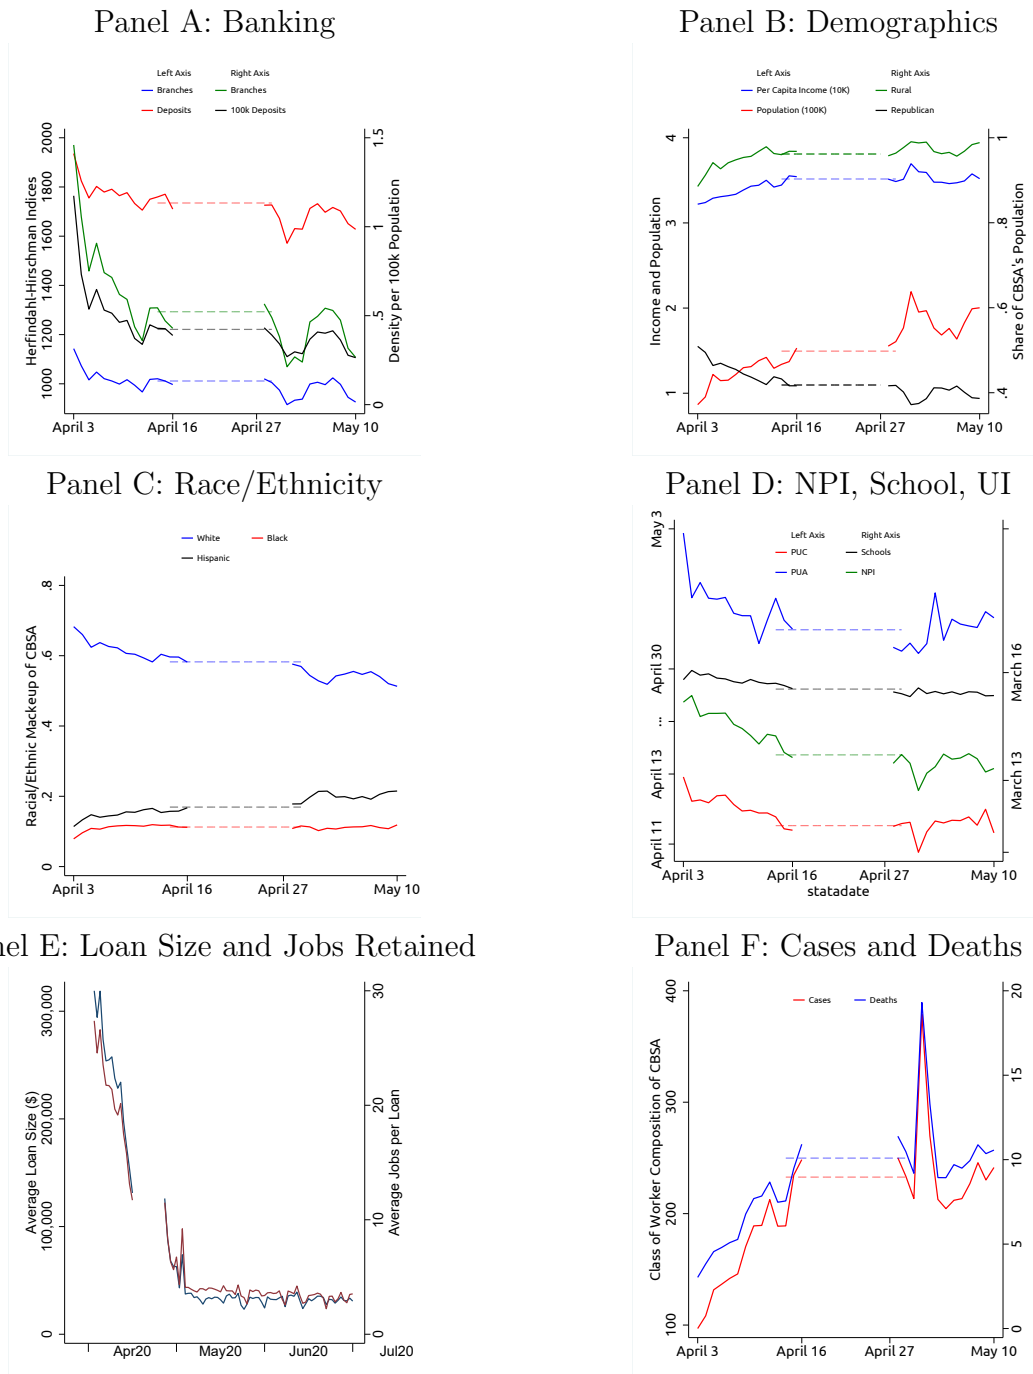 Panel A: Banking
Left Axis Right Axis
Branches Branches
Deposits 100k Deposits
Herfindahl-Hirschman Indices
1000 1200 1400 1600 1800 2000
Density per 100k Population
0 .5 1 1.5
April 3 April 16 April 27 May 10
Panel B: Demographics
Left Axis Right Axis
Per Capita Income (10K) Rural
Population (100K) Republican
Income and Population
1 2 3 4
Share of CBSA's Population
.4 .6 .8 1
April 3 April 16 April 27 May 10
Panel C: Race/Ethnicity
White Black
Hispanic
Racial/Ethnic Mackeup of CBSA
0 .2 .4 .6 .8
April 3 April 16 April 27 May 10
Panel D: NPI, School, UI
Left Axis Right Axis
PUC Schools
PUA NPI
April 11 April 13 ... April 30 May 3
March 13 March 16
April 3 April 16 April 27 May 10
statadate
nel E: Loan Size and Jobs Retained
Average Loan Size ($)
0 100,000 200,000 300,000
Average Jobs per Loan
0 10 20 30
Apr20 May20 Jun20 Jul20
Panel F: Cases and Deaths
Cases Deaths
Class of Worker Composition of CBSA
100 200 300 400
0 5 10 15 20
April 3 April 16 April 27 May 10